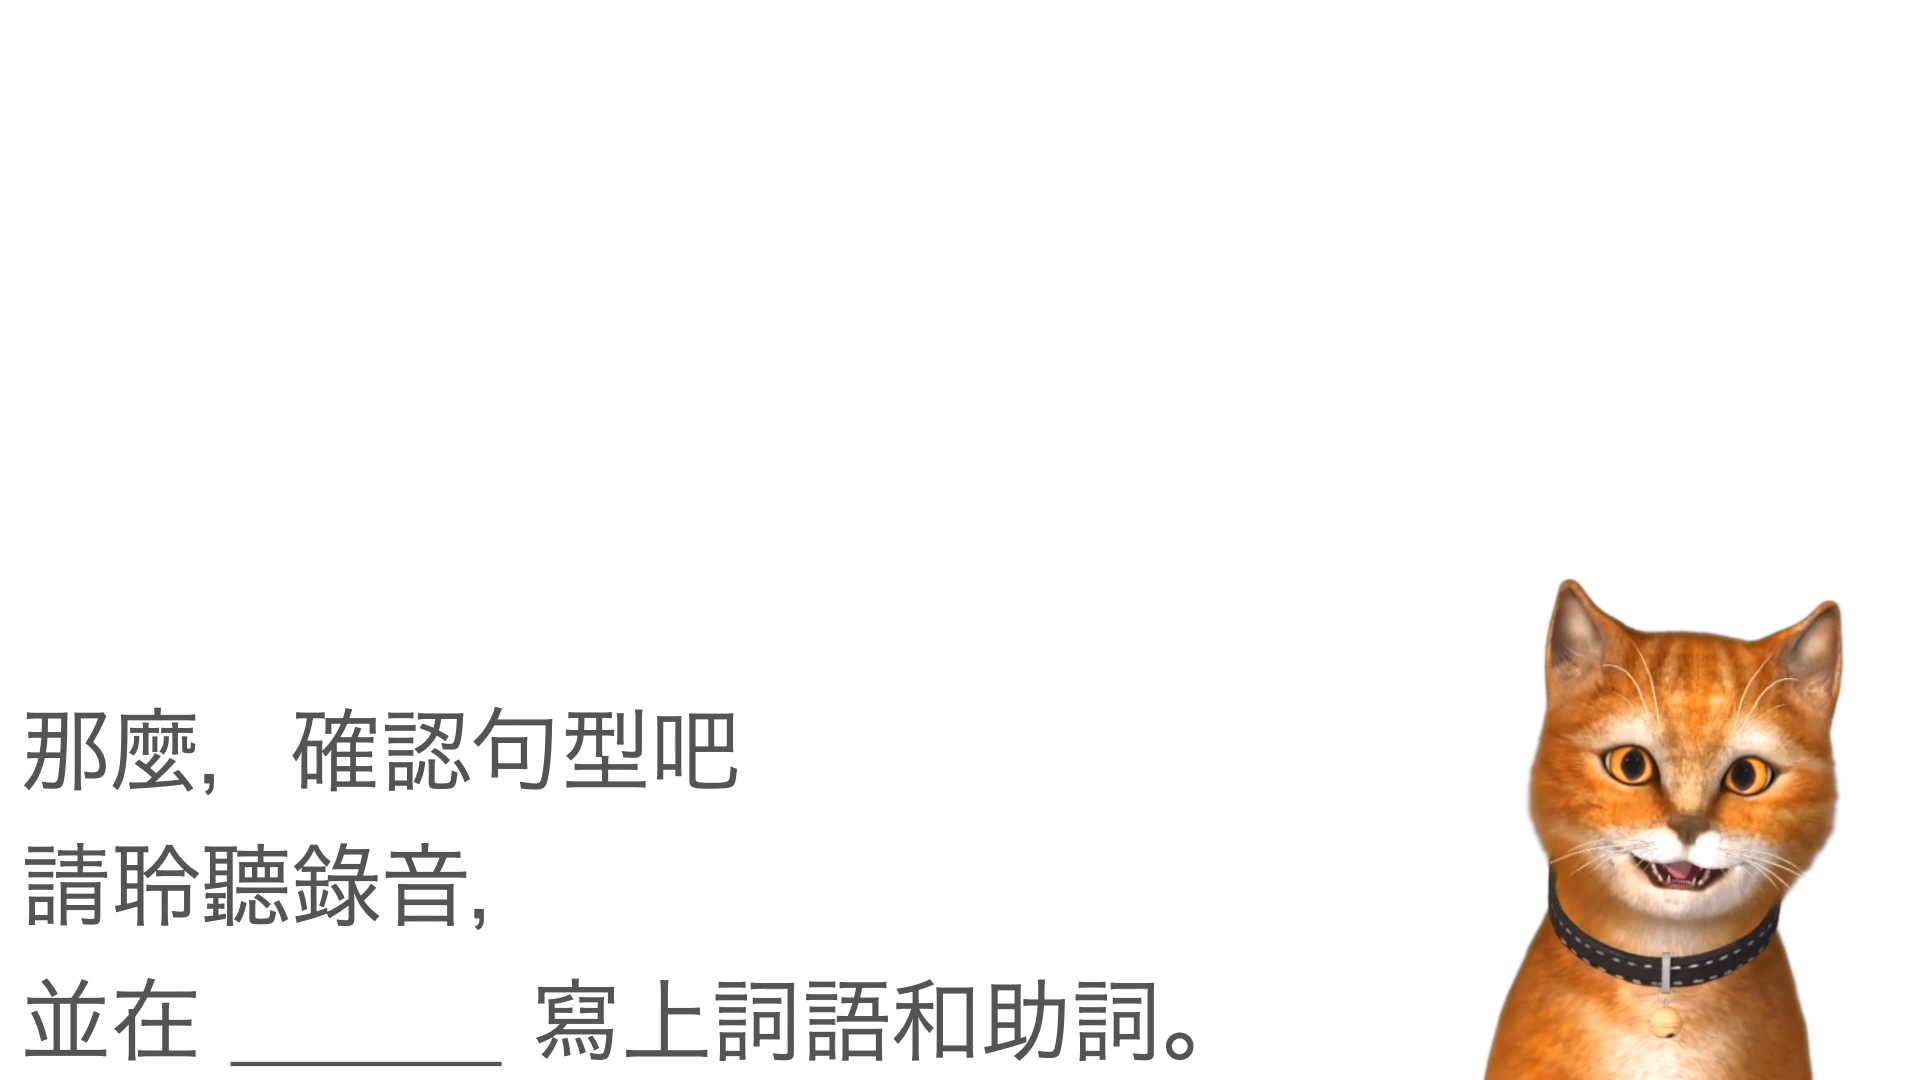 那麼，確認句型吧
請聆聽錄音，
並在 ______ 寫上詞語和助詞。